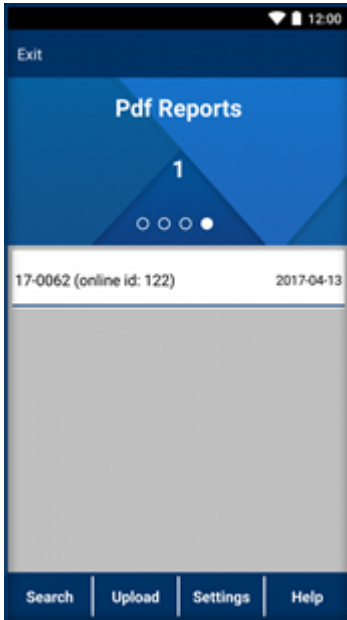 12:00
Exit
Pdf Reports
1
17-0062 (online id: 122) 2017-04-13
Search Upload Settings Help